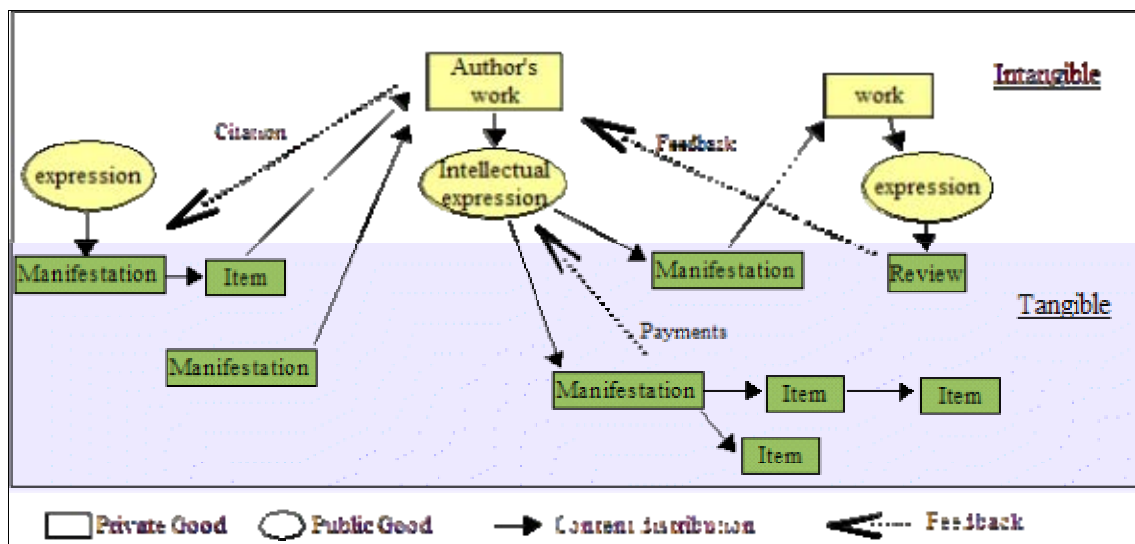 Author's
work
Intangible
work
Citation
Feedback
expression
Intellectual
expression
expression
Manifestation
Item
Manifestation
Review
Tangible
Payments
Manifestation
Manifestation
Item
Item
Item
Private Good
Public Good
Content distribution
Feedback